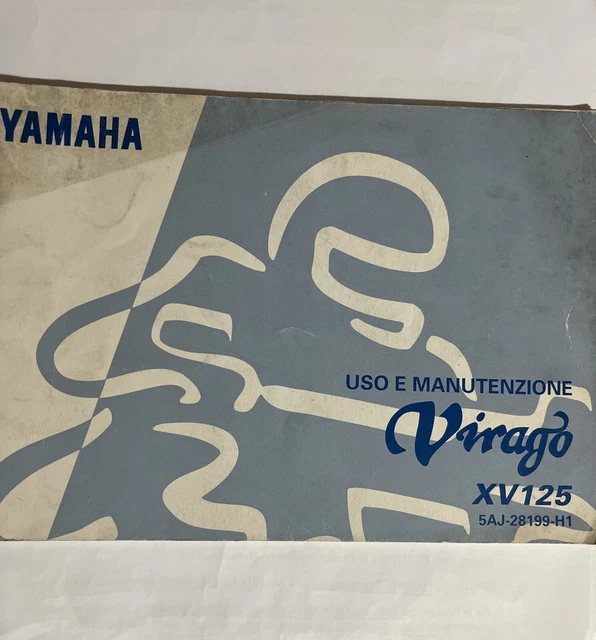 YAMAHA
USO E MANUTENZIONE
Virago
XV125
5AJ-28199-H1